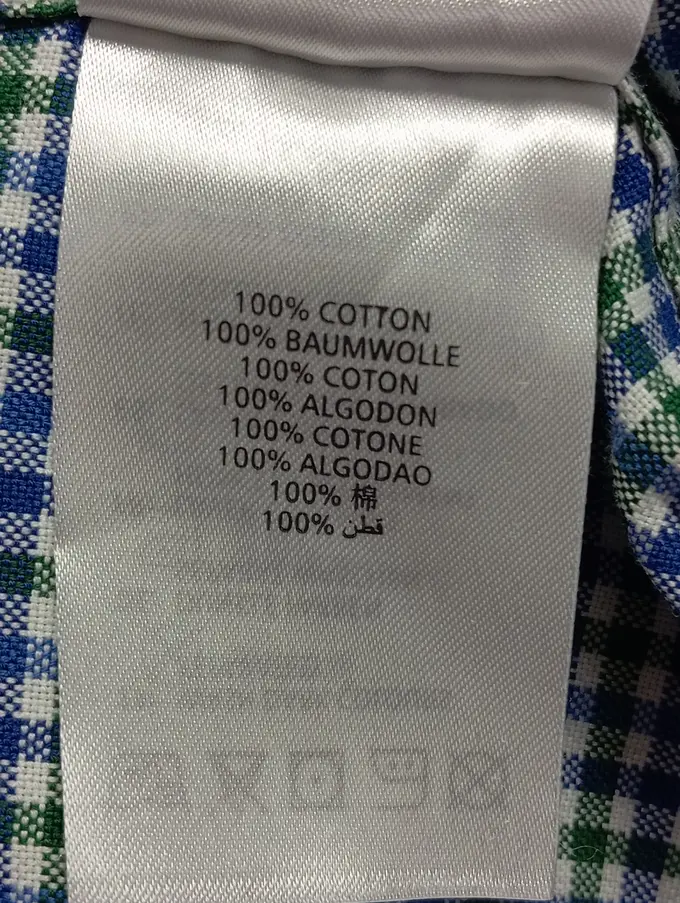 100% COTTON
100% BAUMWOLLE
100% COTON
100% ALGODON
100% COTONE
100% ALGODAO
100% 棉
100% قطن